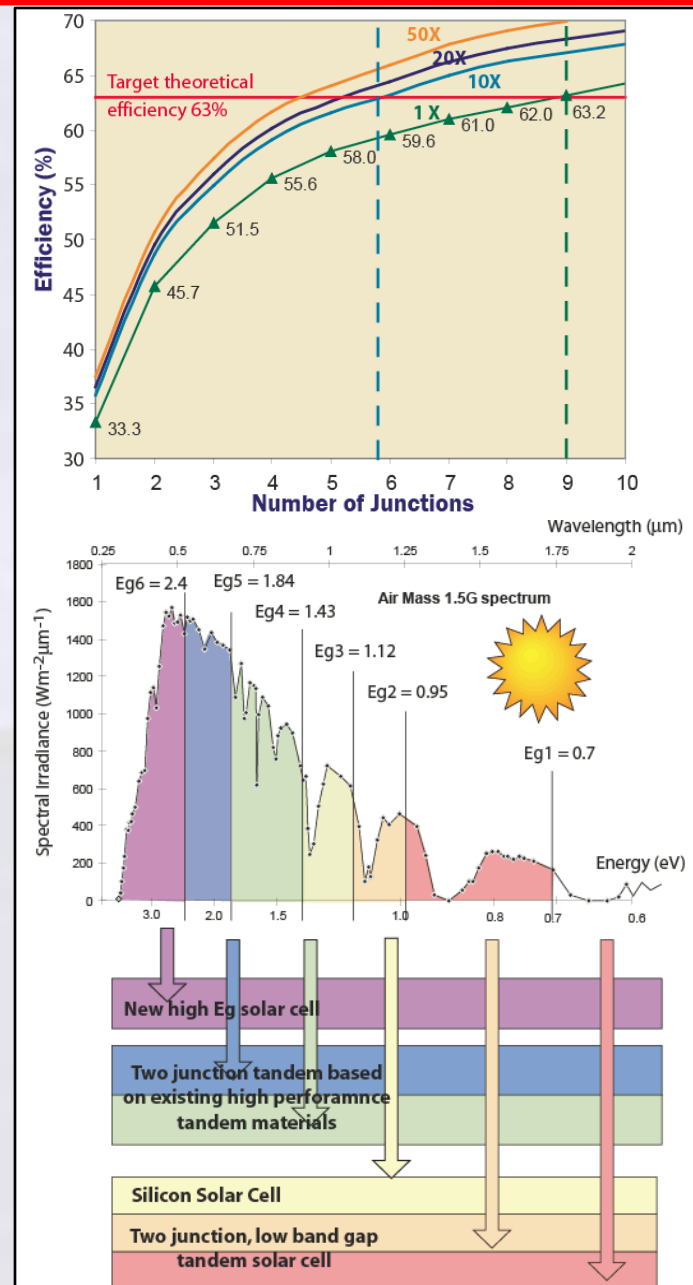 70
65
60
55
50
45
40
35
30
Efficiency (%)
50X
20X
10X
1 X
Target theoretical
efficiency 63%
33.3
45.7
51.5
55.6
58.0
59.6
61.0
62.0
63.2
1 2 3 4 5 6 7 8 9 10
Number of Junctions
Wavelength (μm)
0.25 0.5 0.75 1 1.25 1.5 1.75 2
1800
1600
1400
1200
1000
800
600
400
200
0
Spectral Irradiance (Wm-2μm-1)
Eg6 = 2.4
Eg5 = 1.84
Eg4 = 1.43
Eg3 = 1.12
Eg2 = 0.95
Eg1 = 0.7
Air Mass 1.5G spectrum
Energy (eV)
3.0 2.0 1.5 1.0 0.8 0.7 0.6
New high Eg solar cell
Two junction tandem based
on existing high perforamnce
tandem materials
Silicon Solar Cell
Two junction, low band gap
tandem solar cell